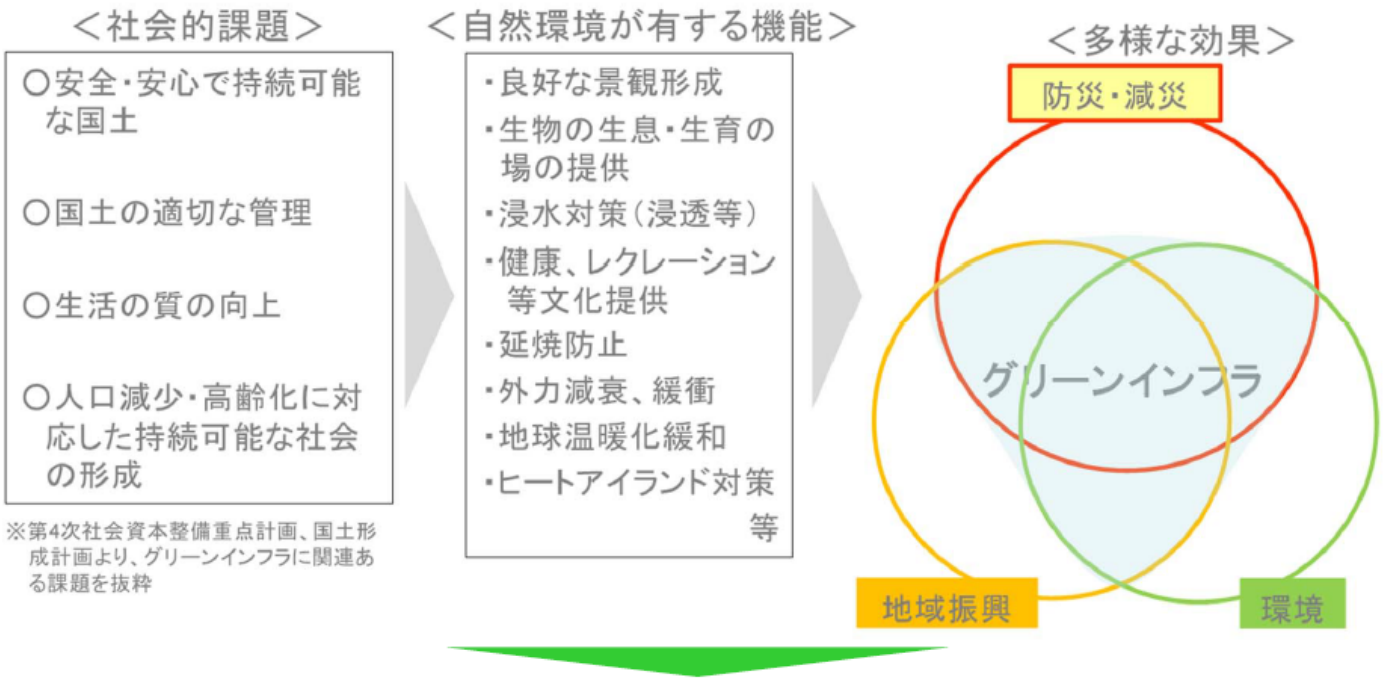 ＜社会的課題＞
○安全・安心で持続可能
な国土
○国土の適切な管理
○生活の質の向上
○人口減少・高齢化に対
応した持続可能な社会
の形成
※第4次社会資本整備重点計画、国土形
成計画より、グリーンインフラに関連あ
る課題を抜粋
＜自然環境が有する機能＞
・良好な景観形成
・生物の生息・生育の
場の提供
・浸水対策（浸透等）
・健康、レクレーション
等文化提供
・延焼防止
・外力減衰、緩衝
・地球温暖化緩和
・ヒートアイランド対策
等
＜多様な効果＞
防災・減災
グリーンインフラ
地域振興
環境